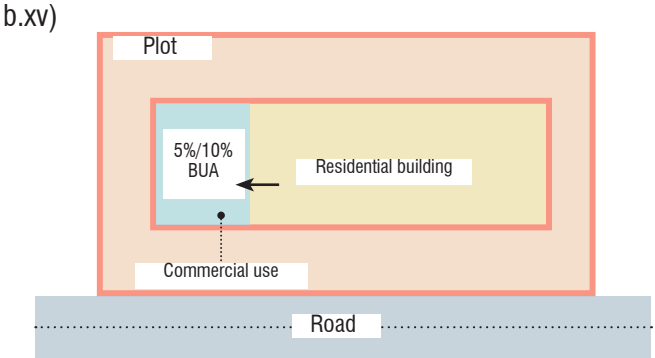 b.xv)
Plot
5%/10%
BUA
Residential building
Commercial use
Road